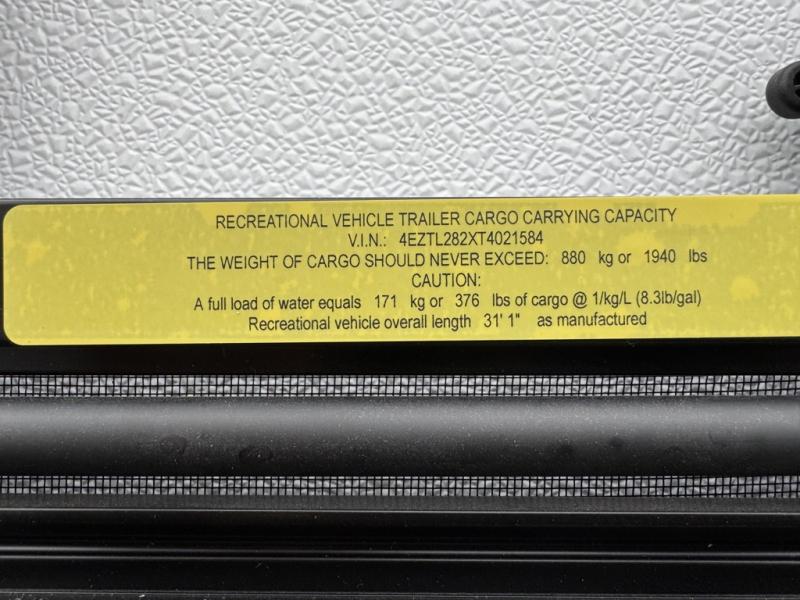 RECREATIONAL VEHICLE TRAILER CARGO CARRYING CAPACITY
V.I.N.: 4EZTL282XT4021584
THE WEIGHT OF CARGO SHOULD NEVER EXCEED: 880 kg or 1940 lbs
CAUTION:
A full load of water equals 171 kg or 376 lbs of cargo @ 1/kg/L (8.3lb/gal)
Recreational vehicle overall length 31' 1" as manufactured